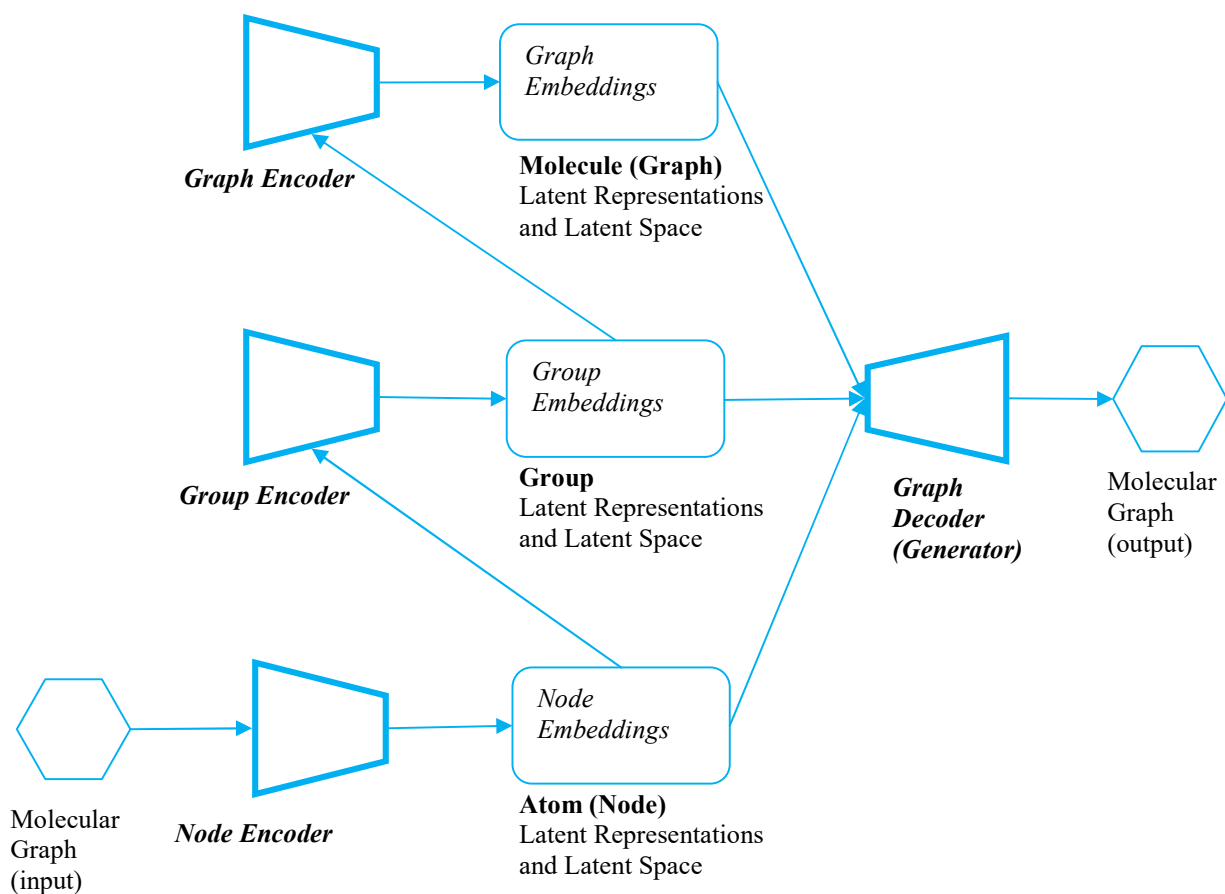 Graph
Embeddings
Graph Encoder
Molecule (Graph)
Latent Representations
and Latent Space
Group
Embeddings
Group Encoder
Group
Latent Representations
and Latent Space
Graph
Decoder
(Generator)
Molecular
Graph
(output)
Node
Embeddings
Molecular
Graph
(input)
Node Encoder
Atom (Node)
Latent Representations
and Latent Space